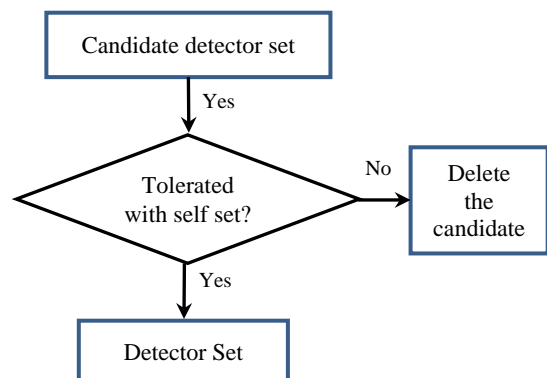 Candidate detector set
Yes
Tolerated
with self set?
No
Delete
the
candidate
Yes
Detector Set